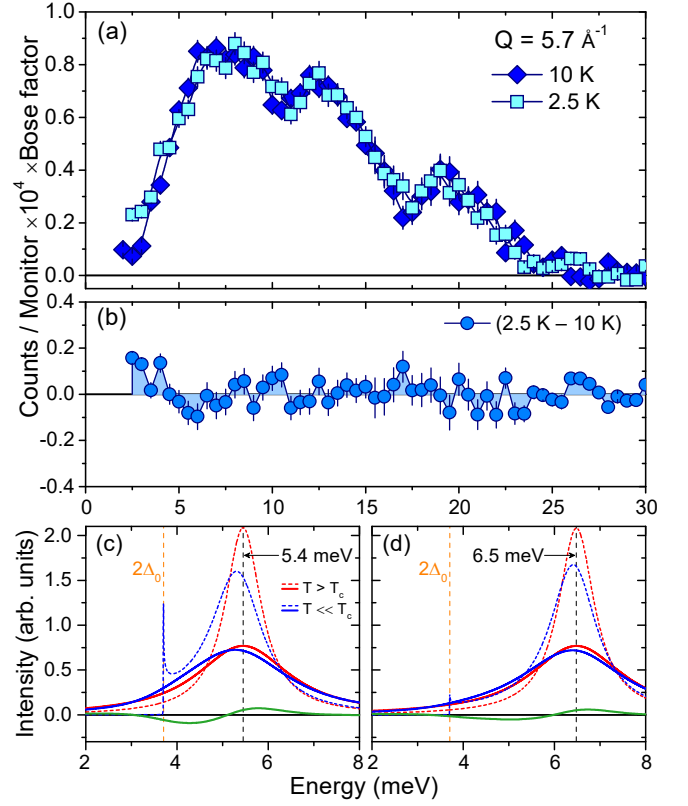 (a)
Q = 5.7 Å⁻¹
10 K
2.5 K
1.0
0.8
0.6
0.4
0.2
0.0
Counts / Monitor ×10⁴ ×Bose factor
(b)
(2.5 K – 10 K)
0.4
0.2
0.0
-0.2
-0.4
0 5 10 15 20 25 30
(c)
2Δ₀
5.4 meV
T > T_c
T << T_c
2.0
1.5
1.0
0.5
0.0
Intensity (arb. units)
2 4 6 8
(d)
6.5 meV
2Δ₀
2 4 6 8
Energy (meV)